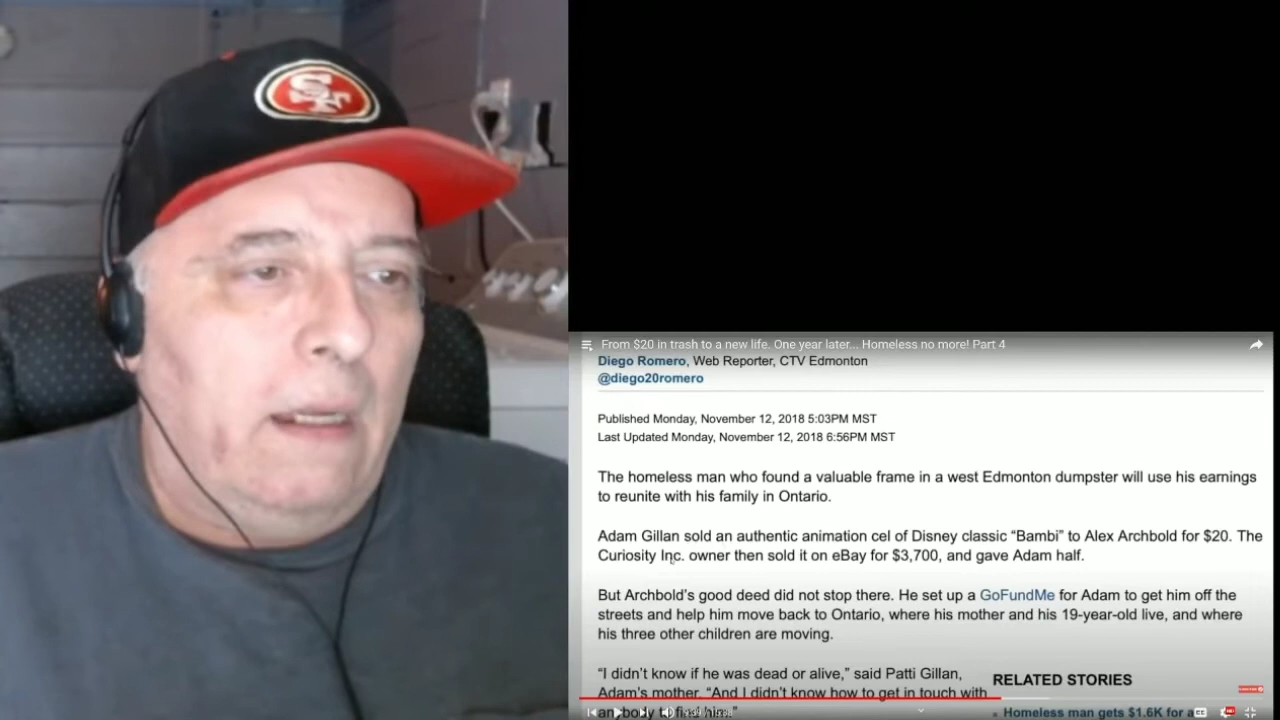 SF
From $20 in trash to a new life. One year later... Homeless no more! Part 4
Diego Romero, Web Reporter, CTV Edmonton
@diego20romero
Published Monday, November 12, 2018 5:03PM MST
Last Updated Monday, November 12, 2018 6:56PM MST
The homeless man who found a valuable frame in a west Edmonton dumpster will use his earnings
to reunite with his family in Ontario.
Adam Gillan sold an authentic animation cel of Disney classic “Bambi” to Alex Archbold for $20. The
Curiosity Inc. owner then sold it on eBay for $3,700, and gave Adam half.
But Archbold’s good deed did not stop there. He set up a GoFundMe for Adam to get him off the
streets and help him move back to Ontario, where his mother and his 19-year-old live, and where
his three other children are moving.
“I didn’t know if he was dead or alive,” said Patti Gillan,
Adam’s mother. “And I didn’t know how to get in touch with
RELATED STORIES
Homeless man gets $1.6K for a